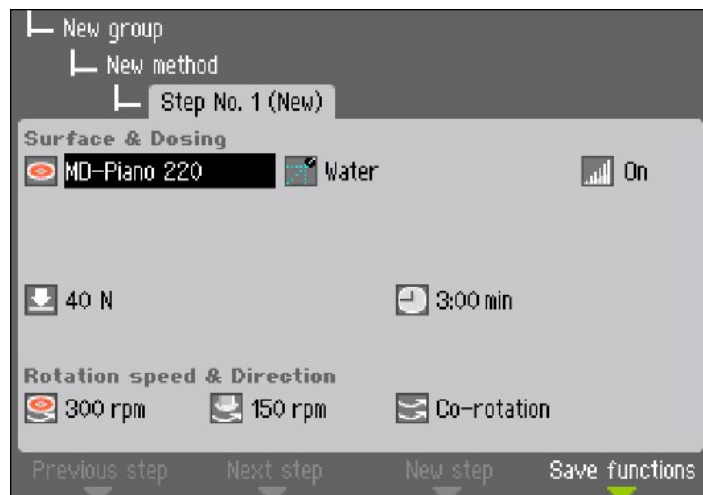 New group
New method
Step No. 1 (New)
Surface & Dosing
MD-Piano 220 Water On
40 N 3:00 min
Rotation speed & Direction
300 rpm 150 rpm Co-rotation
Previous step Next step New step Save functions